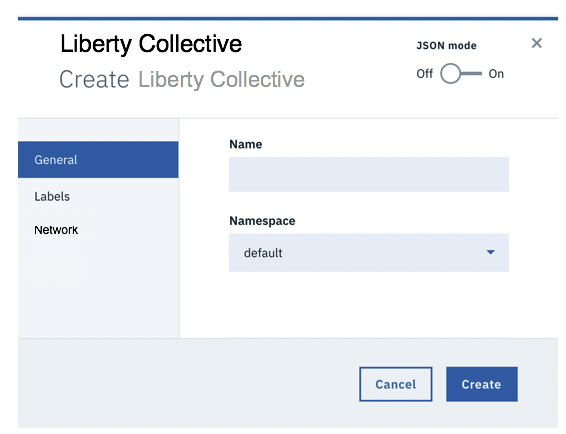 Liberty Collective
Create Liberty Collective
JSON mode
Off On
General
Labels
Network
Name
Namespace
default
Cancel Create